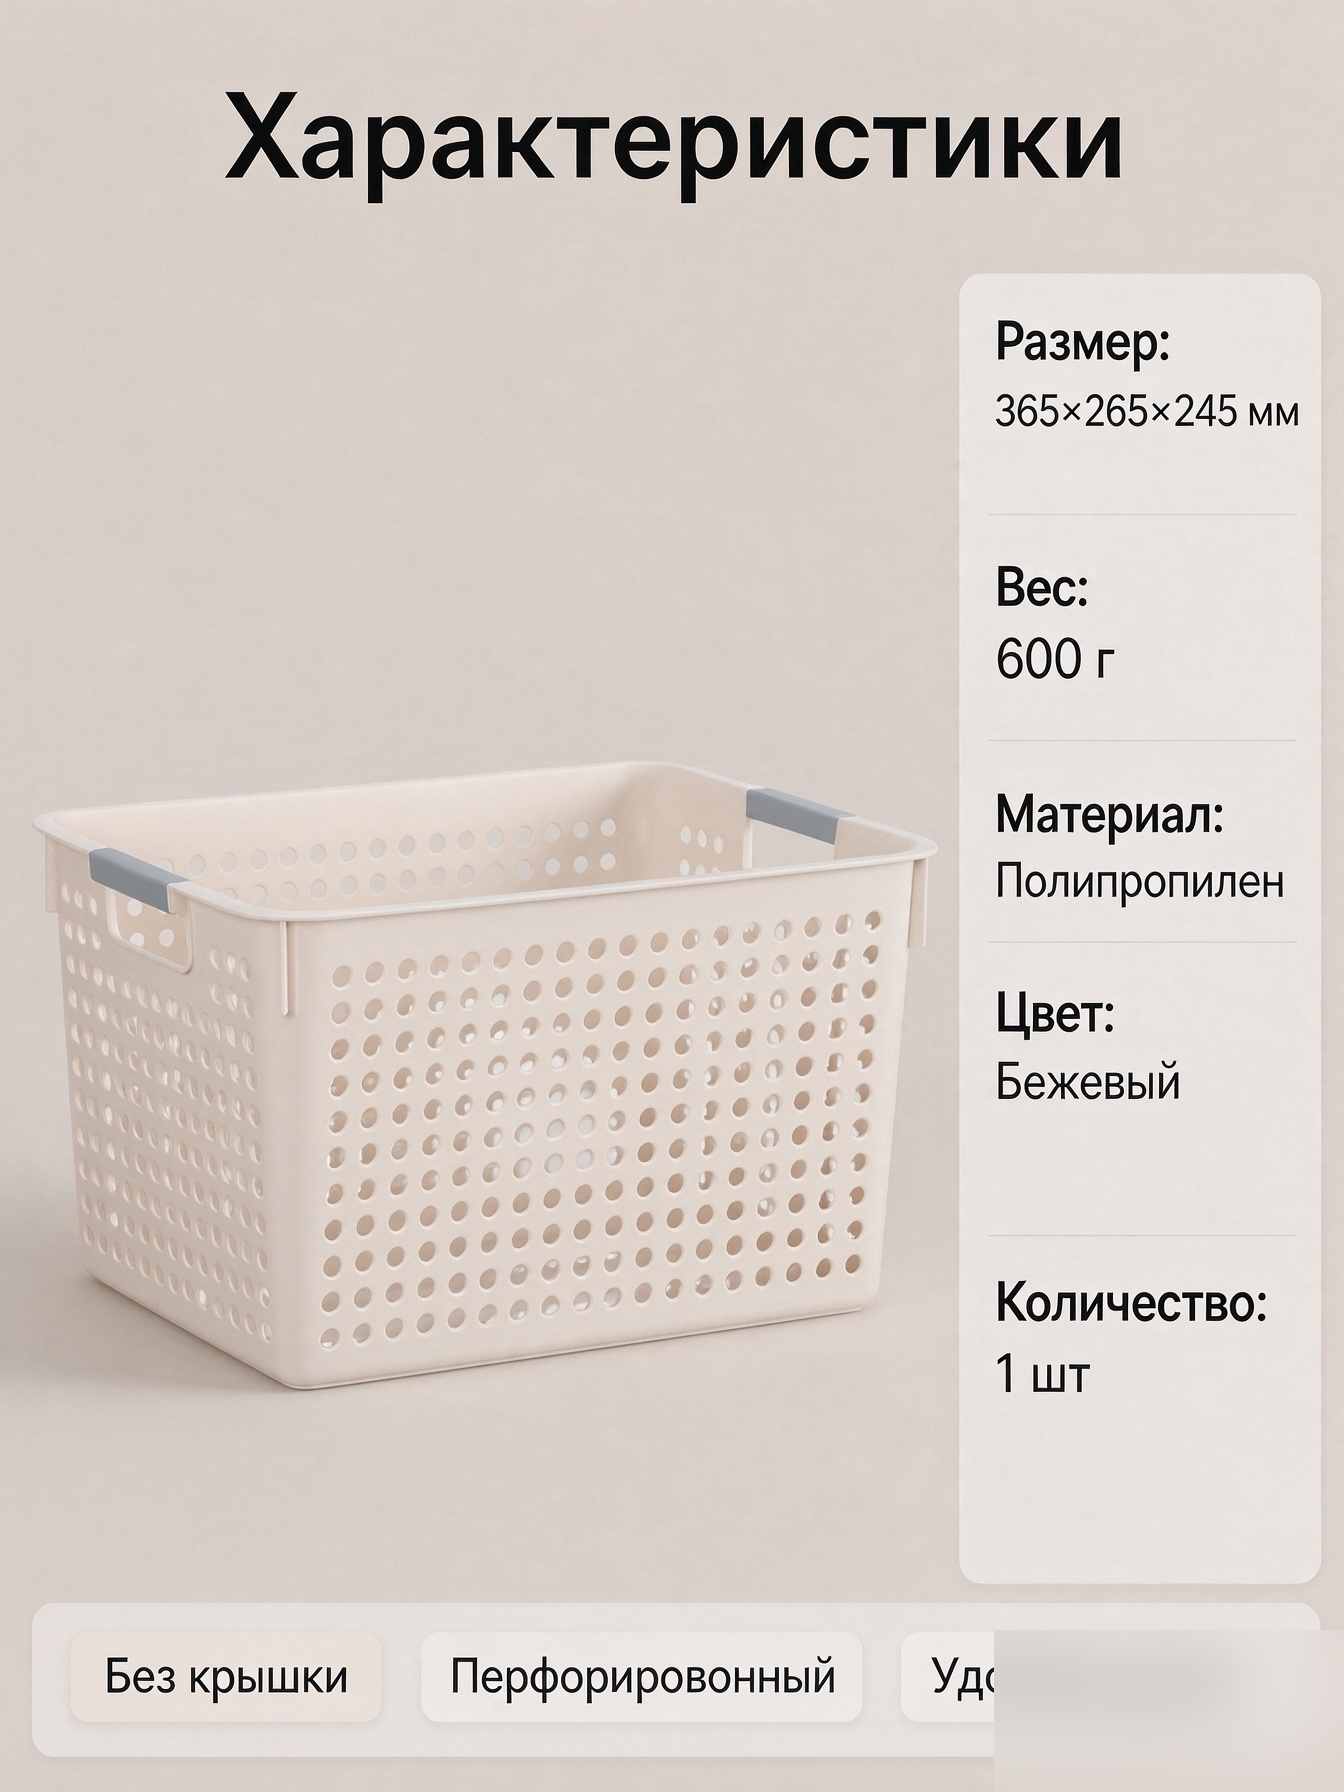 Характеристики
Размер:
365×265×245 мм
Вес:
600 г
Материал:
Полипропилен
Цвет:
Бежевый
Количество:
1 шт
Без крышки
Перфорировонный